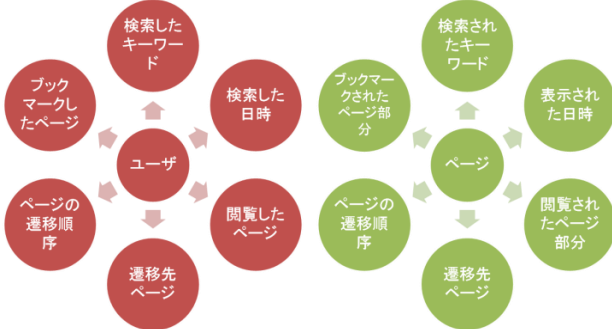 検索した
キーワー
ド
検索した
日時
閲覧した
ページ
遷移先
ページ
ページの
遷移順
序
ブック
マークし
たページ
ユーザ
検索され
たキー
ワード
表示され
た日時
閲覧され
たページ
部分
遷移先
ページ
ページの
遷移順
序
ブックマー
クされた
ページ部
分
ページ